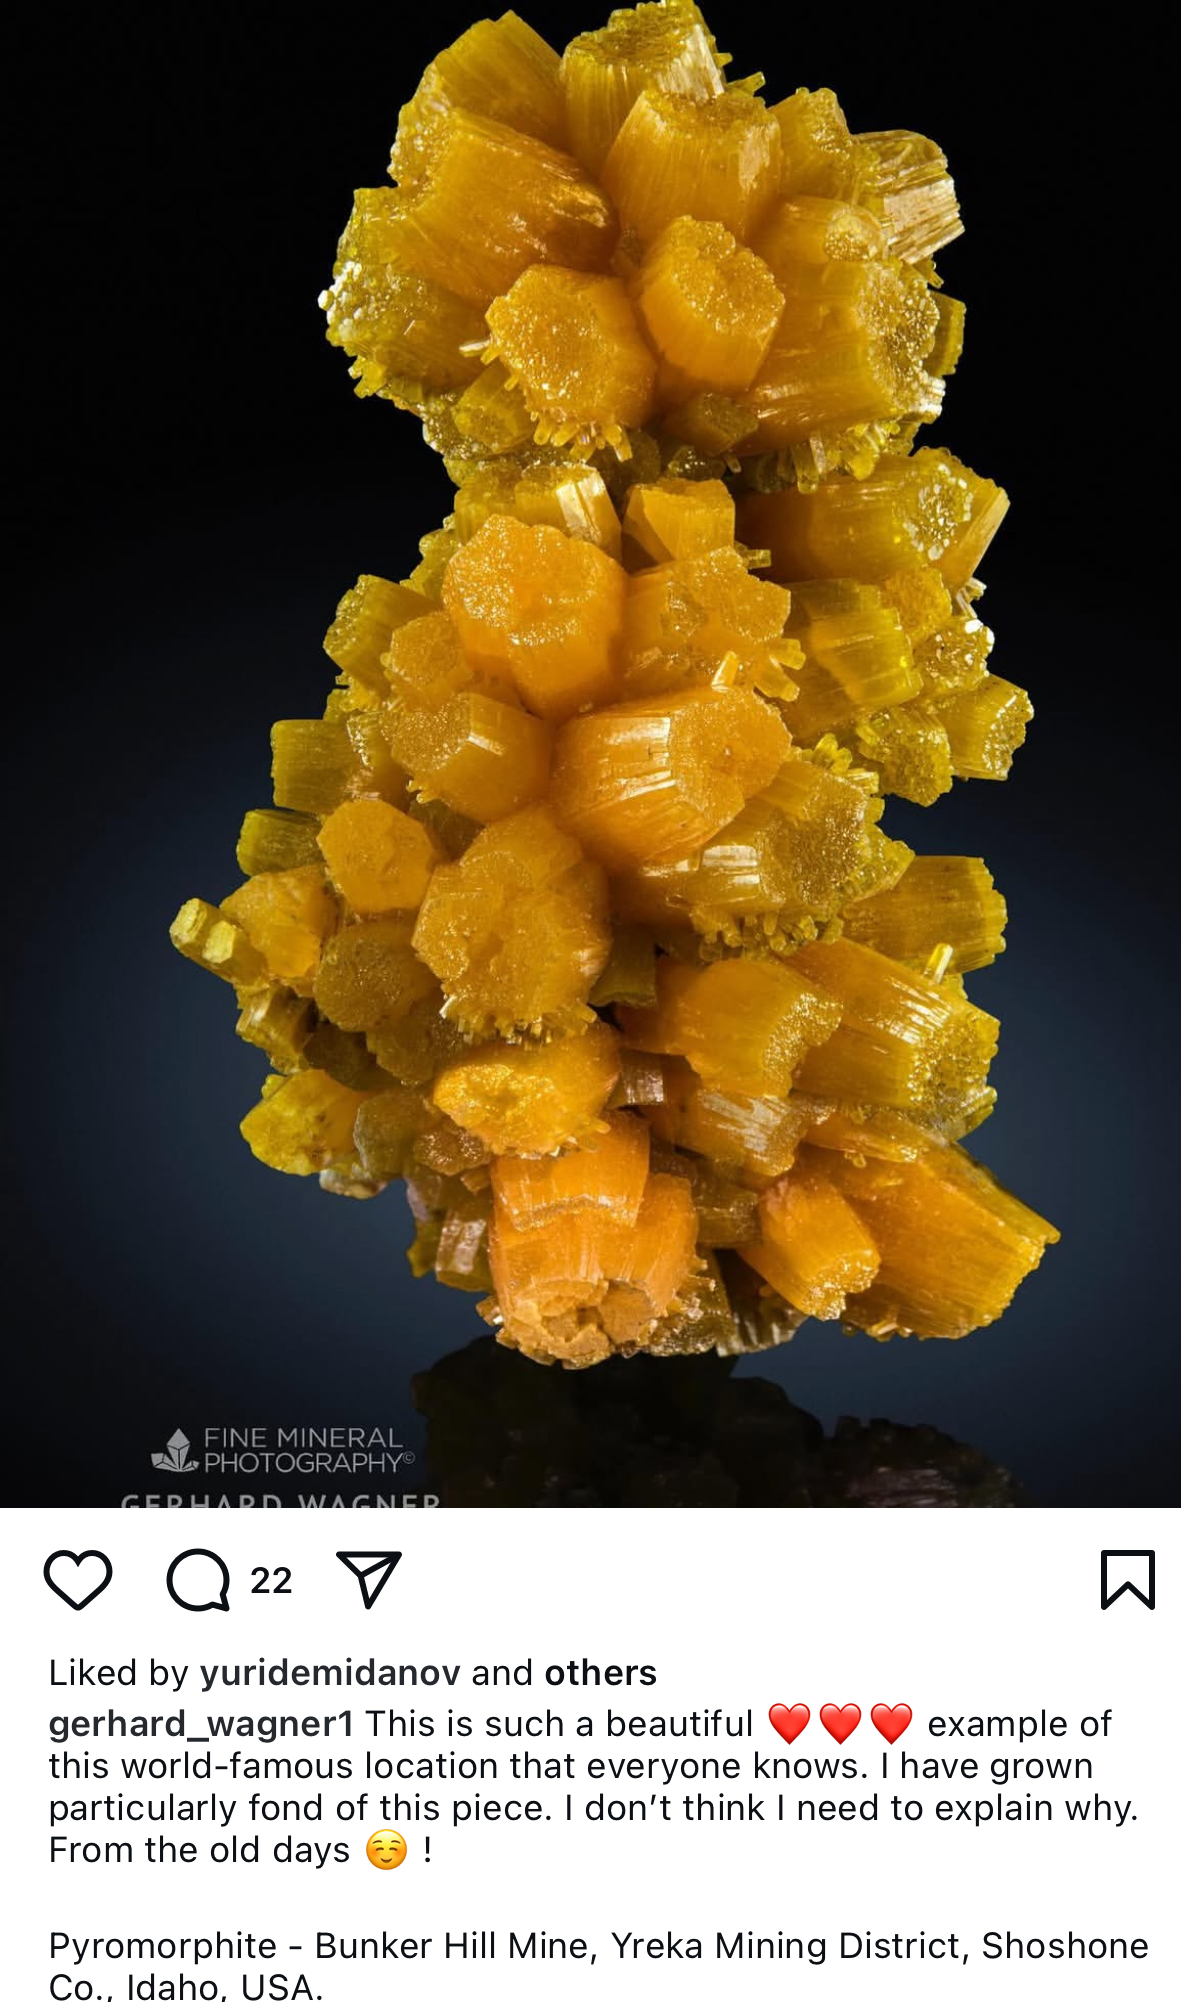 FINE MINERAL
PHOTOGRAPHY©
GERHARD WAGNER
22
Liked by yuridemidanov and others
gerhard_wagner1 This is such a beautiful ❤️❤️❤️ example of
this world-famous location that everyone knows. I have grown
particularly fond of this piece. I don’t think I need to explain why.
From the old days ☺️ !
Pyromorphite - Bunker Hill Mine, Yreka Mining District, Shoshone
Co., Idaho, USA.